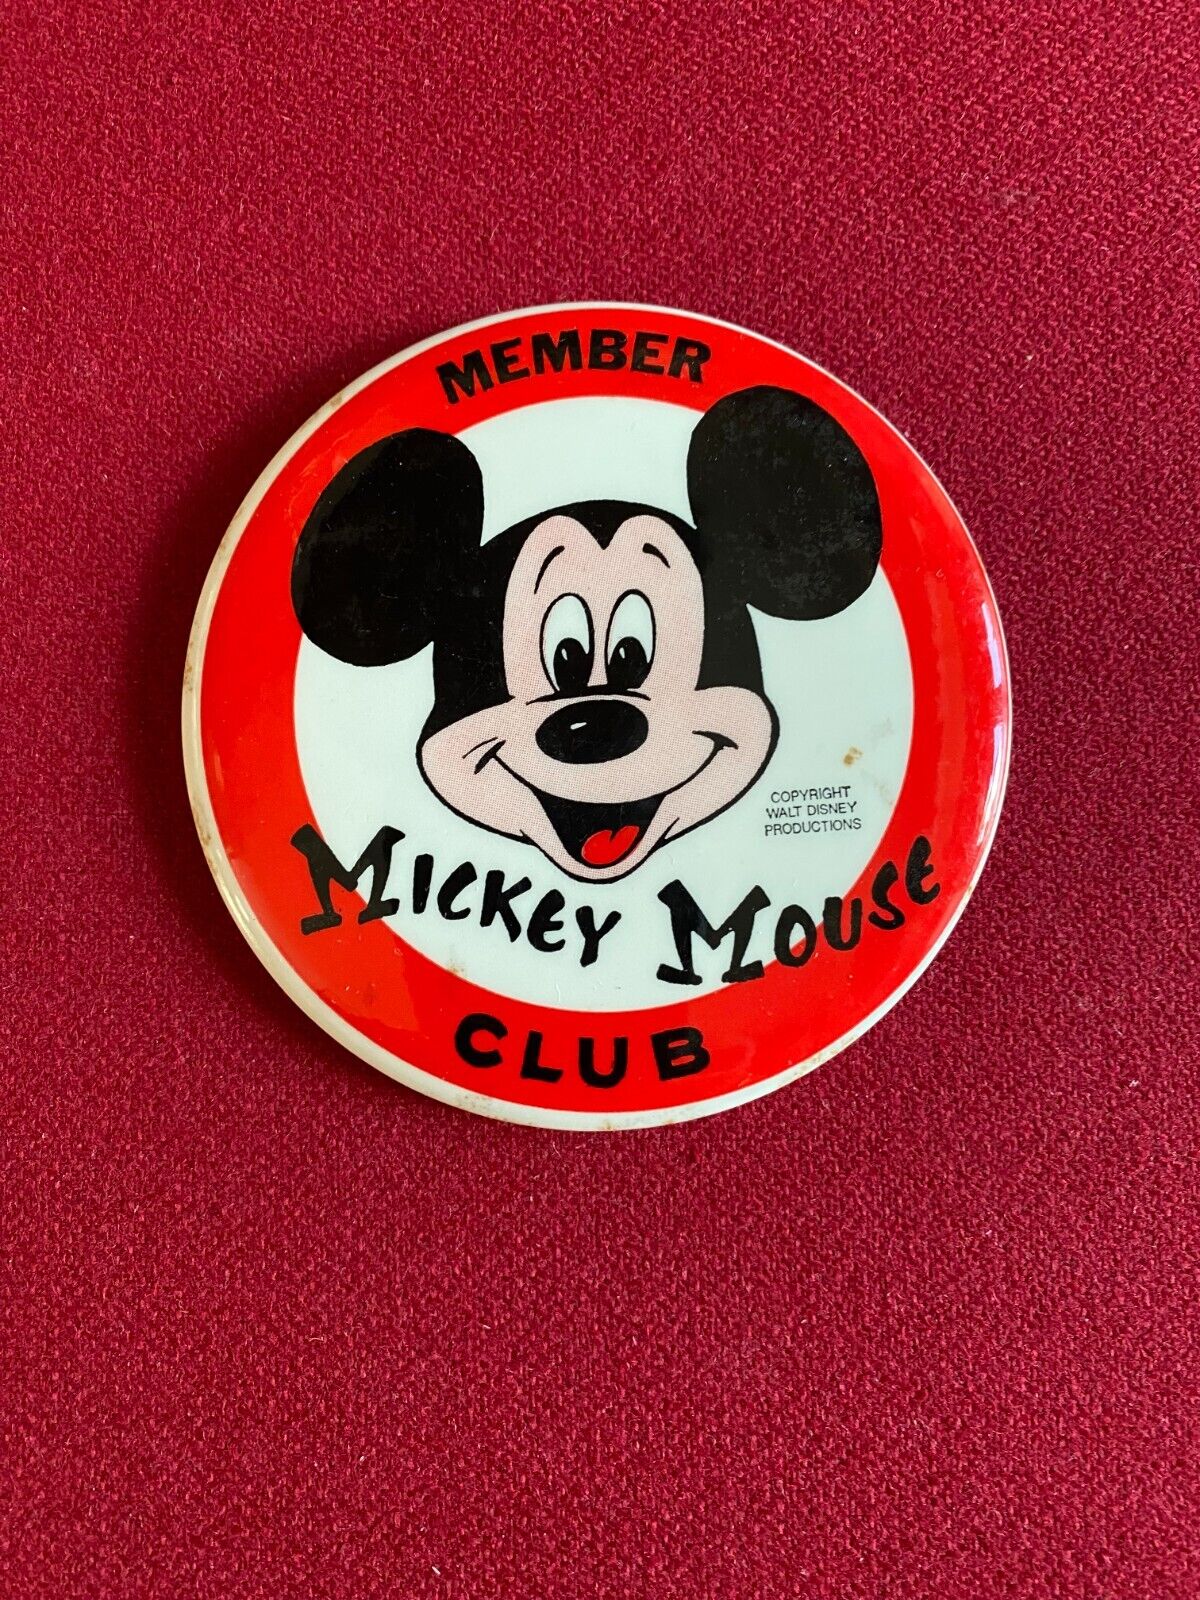 MEMBER
COPYRIGHT
WALT DISNEY
PRODUCTIONS
MICKEY MOUSE
CLUB